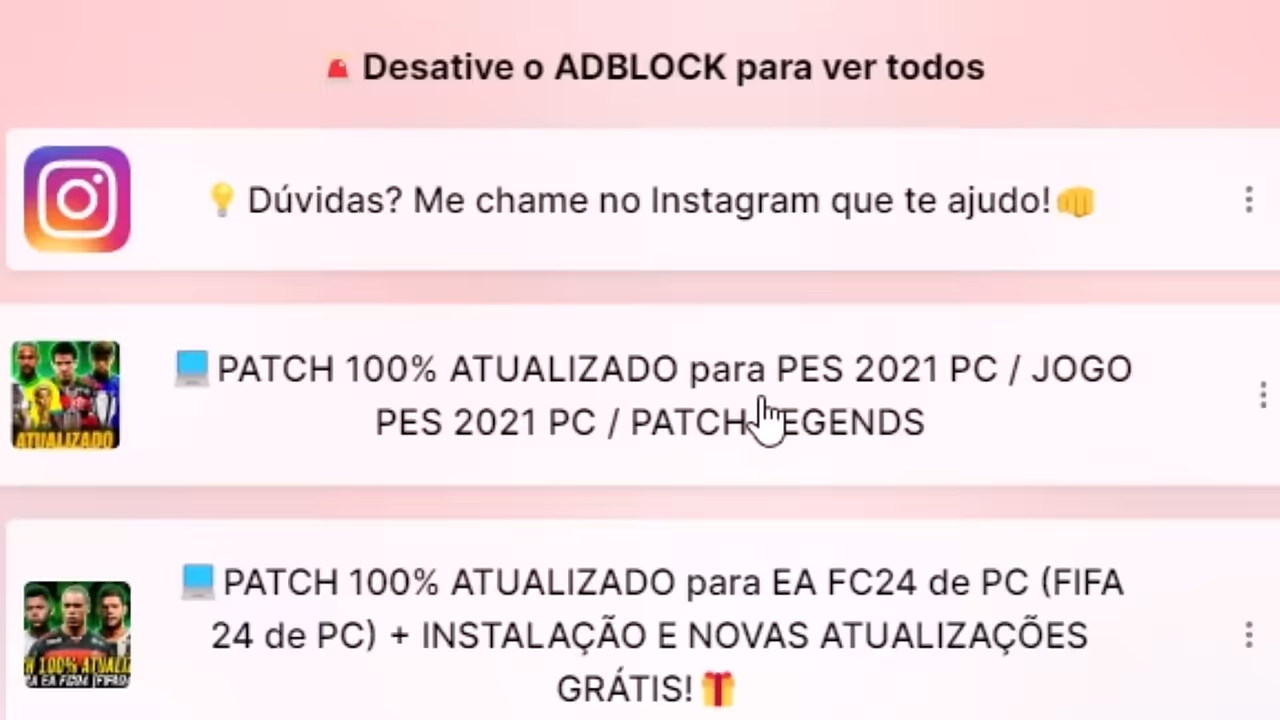 🚨 Desative o ADBLOCK para ver todos
💡 Dúvidas? Me chame no Instagram que te ajudo!👊
💻PATCH 100% ATUALIZADO para PES 2021 PC / JOGO
PES 2021 PC / PATCH LEGENDS
ATUALIZADO
💻PATCH 100% ATUALIZADO para EA FC24 de PC (FIFA
24 de PC) + INSTALAÇÃO E NOVAS ATUALIZAÇÕES
GRÁTIS!🎁